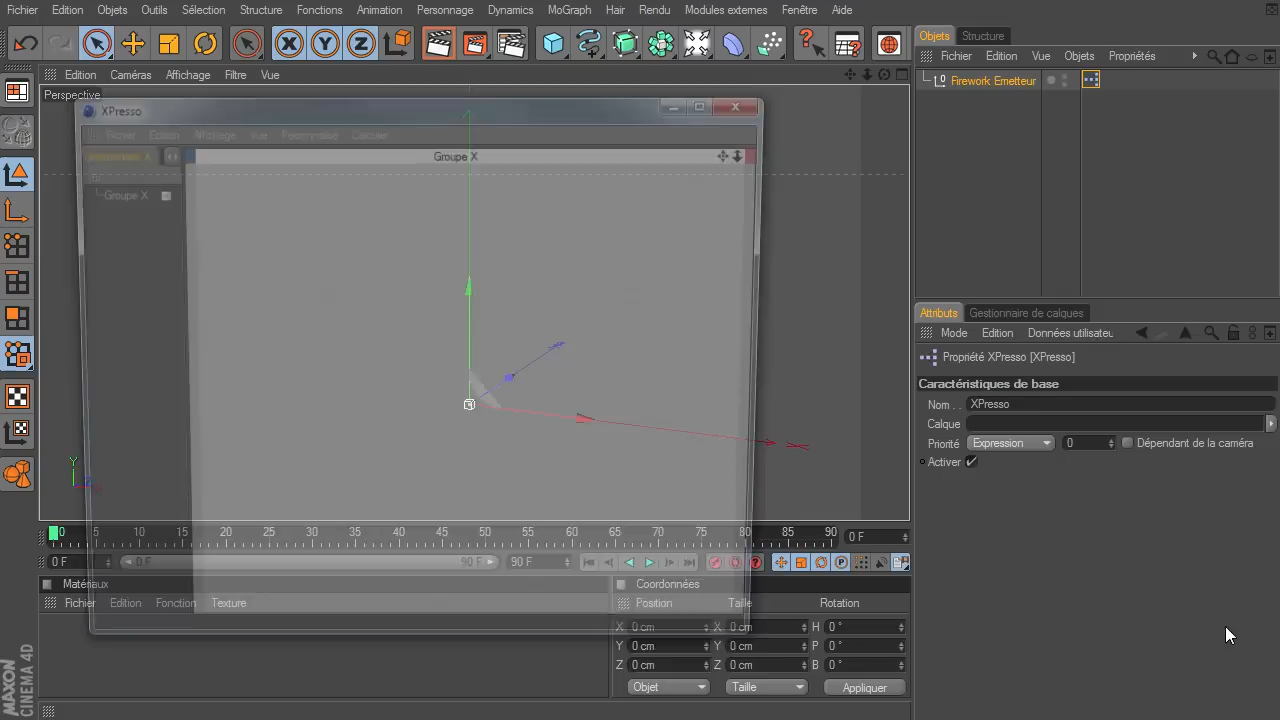 Fichier Edition Objets Outils Sélection Structure Fonctions Animation Personnage Dynamics MoGraph Hair Rendu Modules externes Fenêtre Aide
Edition Caméras Affichage Filtre Vue
Perspective
XPresso
Fichier Edition Affichage Vue Personnalisé Calculer
Groupe X
Groupe X
Y
0 5 10 15 20 25 30 35 40 45 50 55 60 65 70 75 80 85 90 0 F
0 F 0 F 90 F 90 F
Matériaux
Fichier Edition Fonction Texture
Coordonnées
Position Taille Rotation
X 0 cm X 0 cm H 0 °
Y 0 cm Y 0 cm P 0 °
Z 0 cm Z 0 cm B 0 °
Objet Taille Appliquer
MAXON
CINEMA 4D
Objets Structure
Fichier Edition Vue Objets Propriétés
Firework Emetteur
Attributs Gestionnaire de calques
Mode Edition Données utilisateu
Propriété XPresso [XPresso]
Caractéristiques de base
Nom . . XPresso
Calque
Priorité Expression 0 Dépendant de la caméra
Activer